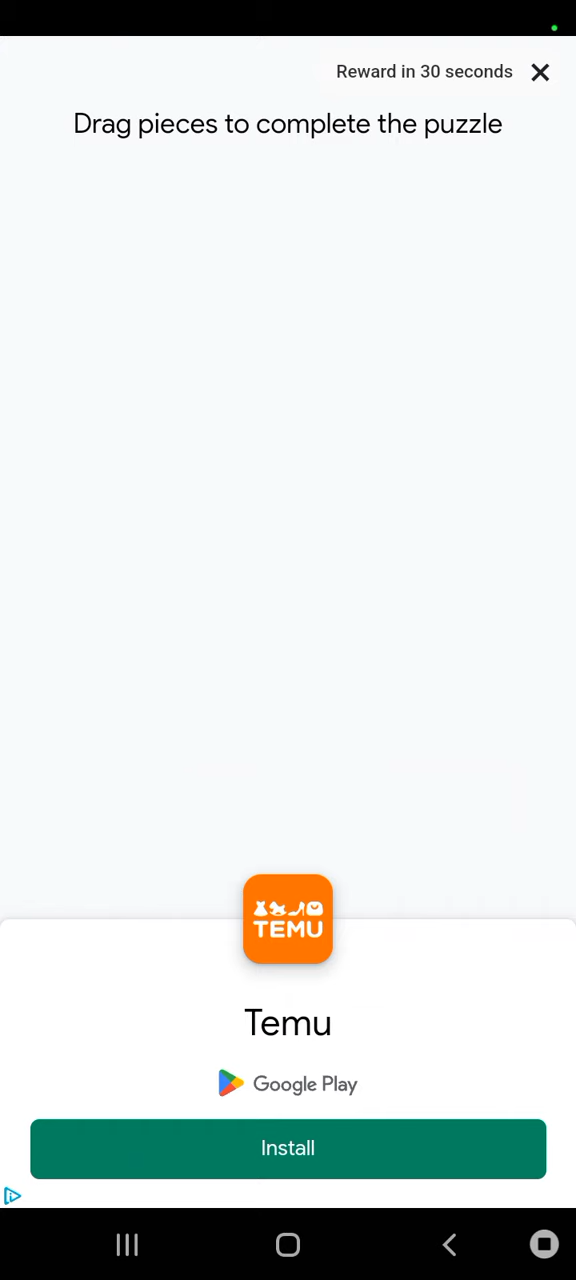 Reward in 30 seconds
Drag pieces to complete the puzzle
TEMU
Temu
Google Play
Install